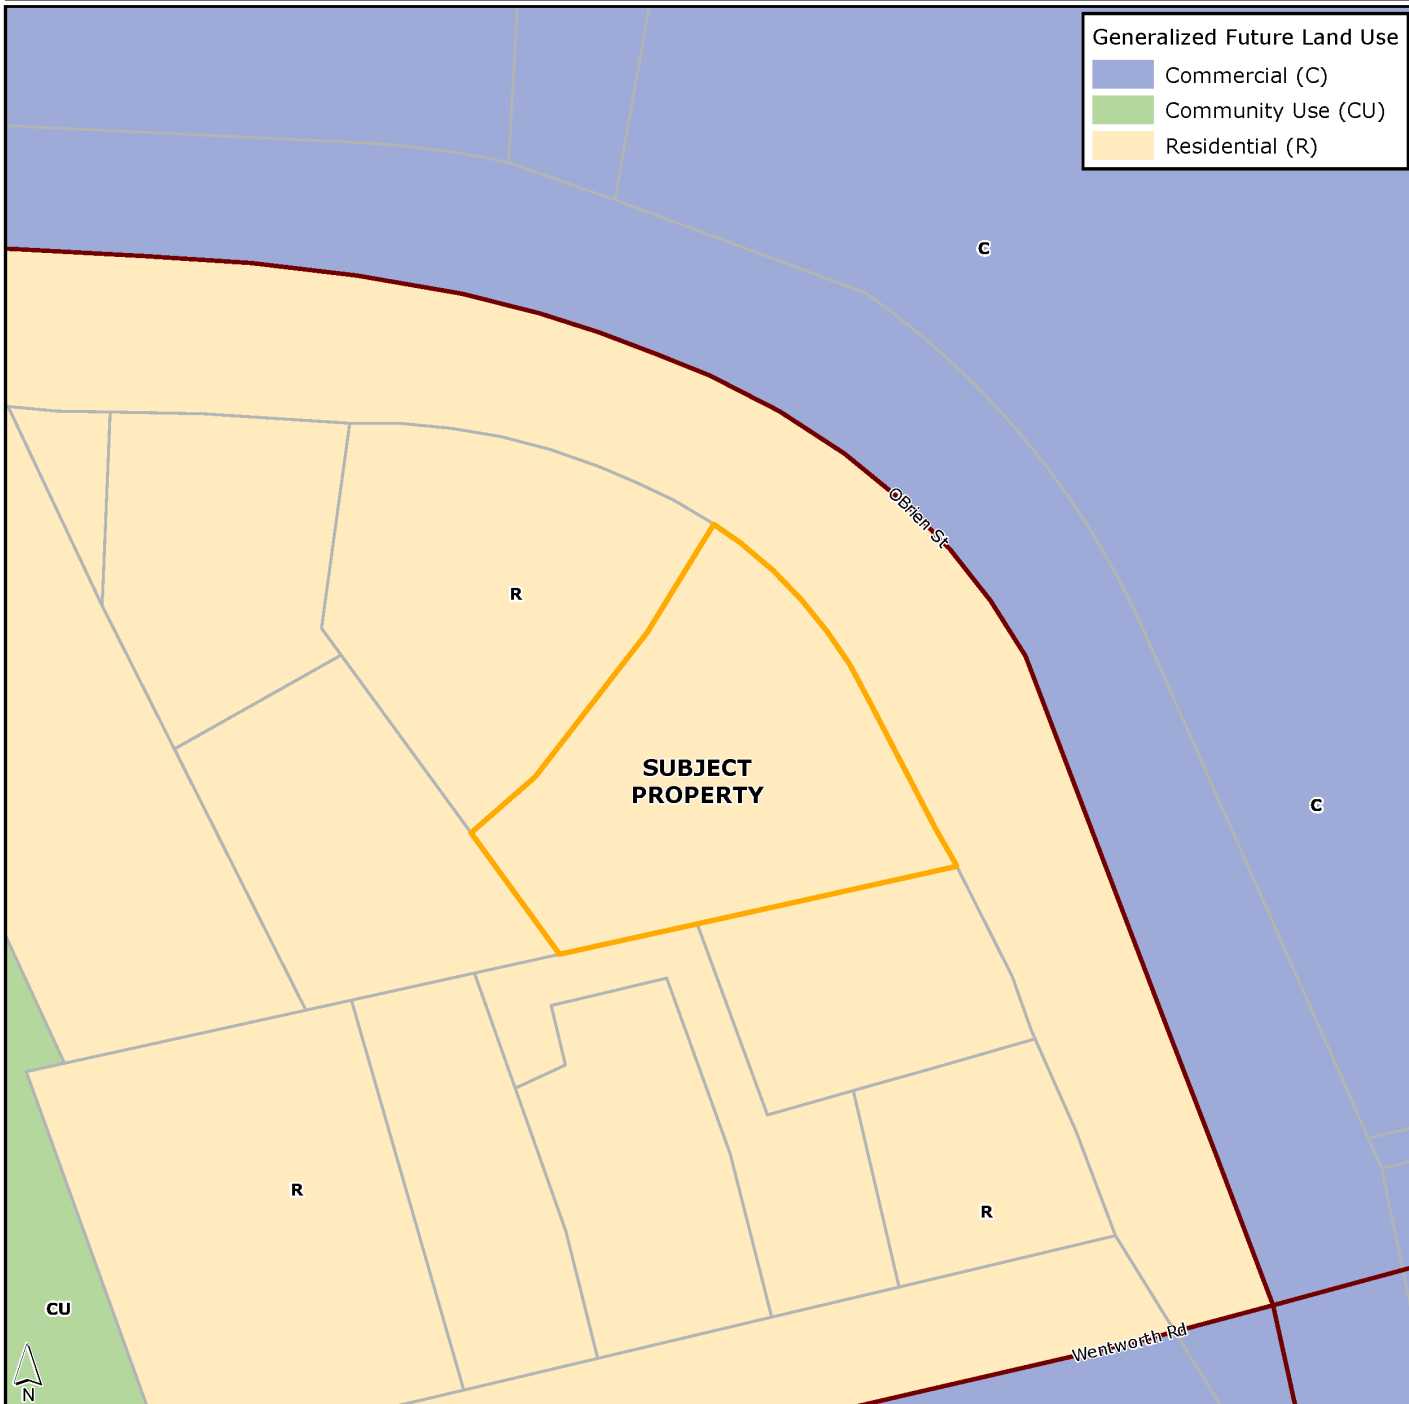 Generalized Future Land Use
Commercial (C)
Community Use (CU)
Residential (R)
C
OBrien St
R
SUBJECT
PROPERTY
C
R
R
CU
Wentworth Rd
N